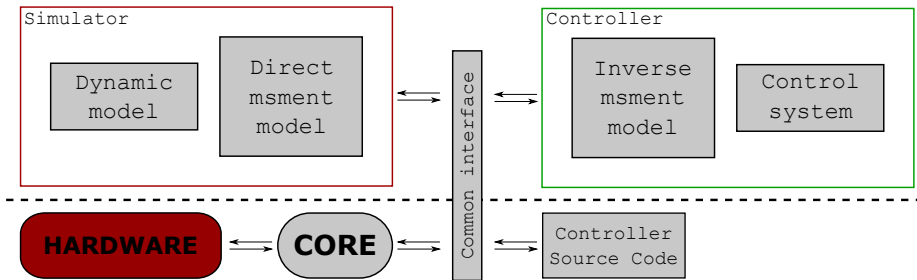 Simulator
Dynamic
model
Direct
msment
model
Common interface
Controller
Inverse
msment
model
Control
system
HARDWARE
CORE
Controller
Source Code